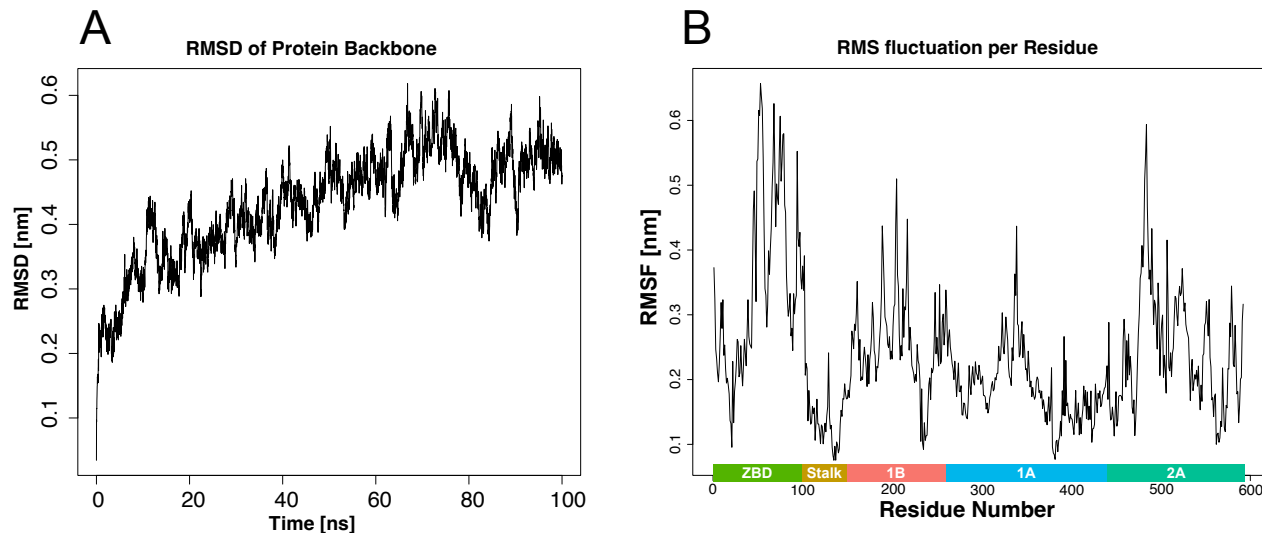 A
RMSD of Protein Backbone
RMSD [nm]
0.6
0.5
0.4
0.3
0.2
0.1
0 20 40 60 80 100
Time [ns]
B
RMS fluctuation per Residue
RMSF [nm]
0.6
0.5
0.4
0.3
0.2
0.1
ZBD Stalk 1B 1A 2A
0 100 200 300 400 500 600
Residue Number